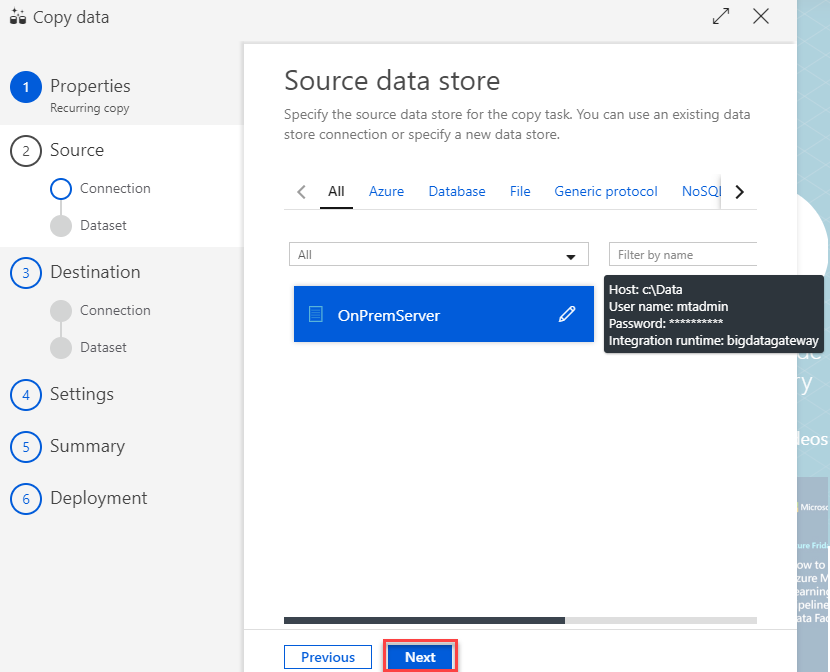 Copy data
1
Properties
Recurring copy
2
Source
Connection
Dataset
3
Destination
Connection
Dataset
4
Settings
5
Summary
6
Deployment
Source data store
Specify the source data store for the copy task. You can use an existing data
store connection or specify a new data store.
All Azure Database File Generic protocol
All
Filter by name
OnPremServer
Host: c:\Data
User name: mtadmin
Password: **********
Integration runtime: bigdatagateway
Previous
Next